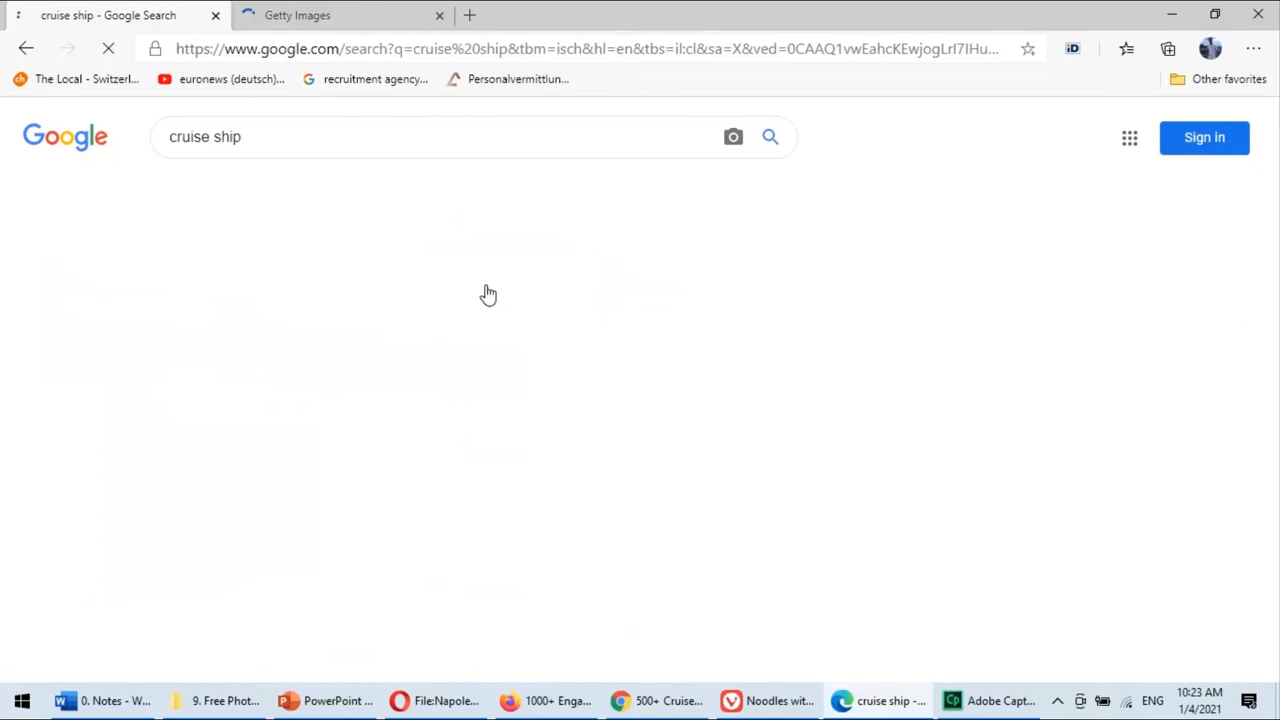 cruise ship - Google Search
Getty Images
https://www.google.com/search?q=cruise%20ship&tbm=isch&hl=en&tbs=il:cl&sa=X&ved=0CAAQ1vwEahcKEwjogLrI7IHu...
iD
ch The Local - Switzerl...
euronews (deutsch)...
G recruitment agency...
Personalvermittlun...
Other favorites
Google
cruise ship
Sign in
0. Notes - W...
9. Free Phot...
PowerPoint ...
File:Napole...
1000+ Enga...
500+ Cruise...
Noodles wit...
cruise ship -...
Cp Adobe Capt...
ENG
10:23 AM
1/4/2021